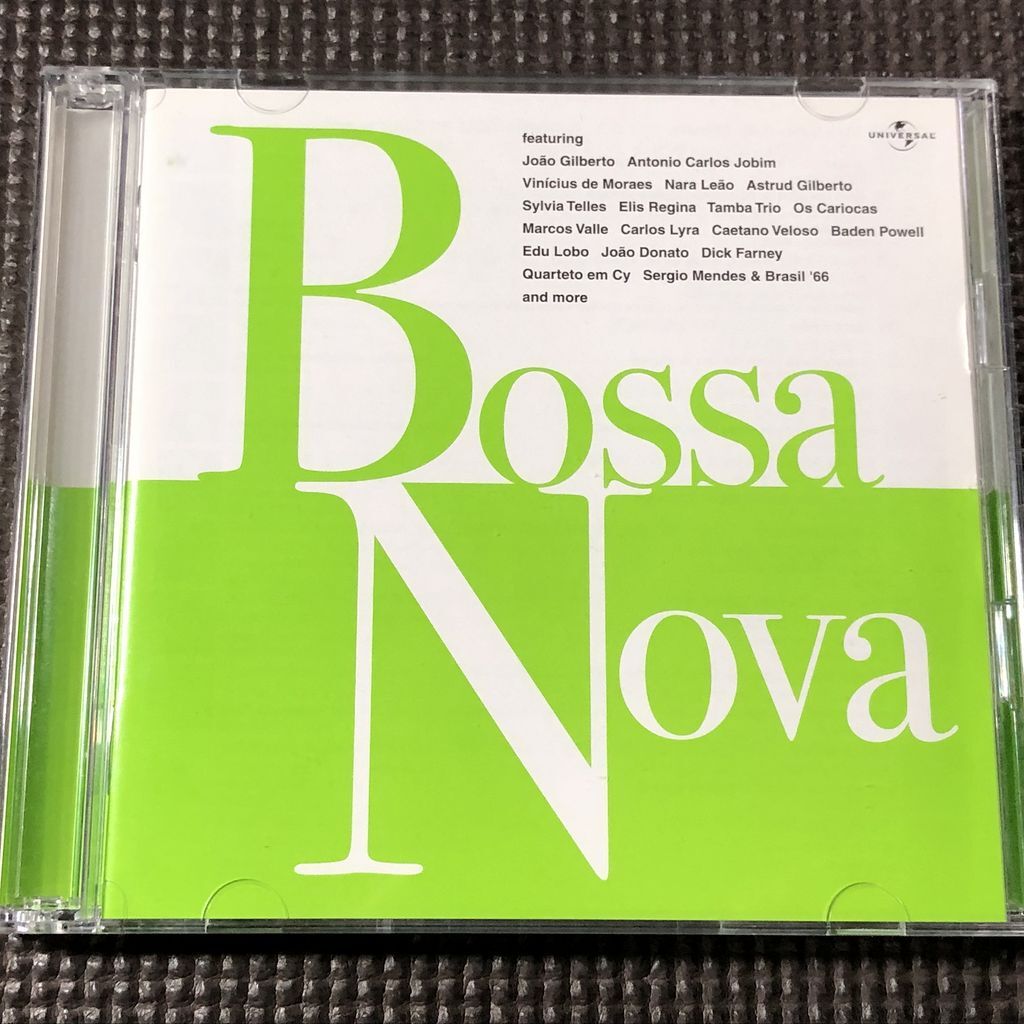 featuring
UNIVERSAL
João Gilberto Antonio Carlos Jobim
Vinícius de Moraes Nara Leão Astrud Gilberto
Sylvia Telles Elis Regina Tamba Trio Os Cariocas
Marcos Valle Carlos Lyra Caetano Veloso Baden Powell
Edu Lobo João Donato Dick Farney
Quarteto em Cy Sergio Mendes & Brasil '66
and more
Bossa
Nova